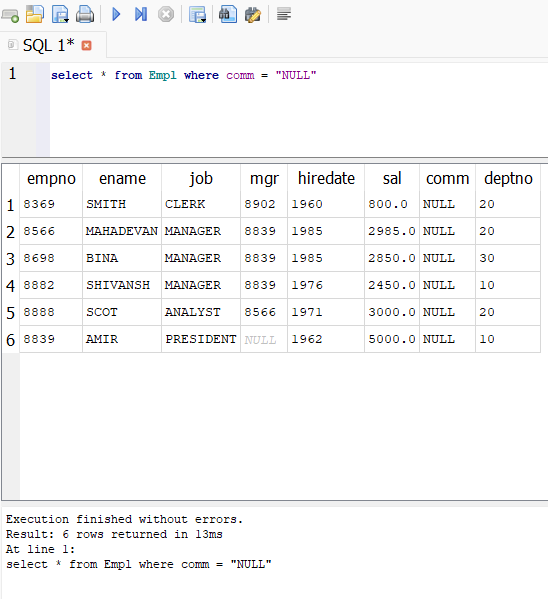 SQL 1*
1 select * from Empl where comm = "NULL"
empno ename job mgr hiredate sal comm deptno
1 8369 SMITH CLERK 8902 1960 800.0 NULL 20
2 8566 MAHADEVAN MANAGER 8839 1985 2985.0 NULL 20
3 8698 BINA MANAGER 8839 1985 2850.0 NULL 30
4 8882 SHIVANSH MANAGER 8839 1976 2450.0 NULL 10
5 8888 SCOT ANALYST 8566 1971 3000.0 NULL 20
6 8839 AMIR PRESIDENT NULL 1962 5000.0 NULL 10
Execution finished without errors.
Result: 6 rows returned in 13ms
At line 1:
select * from Empl where comm = "NULL"